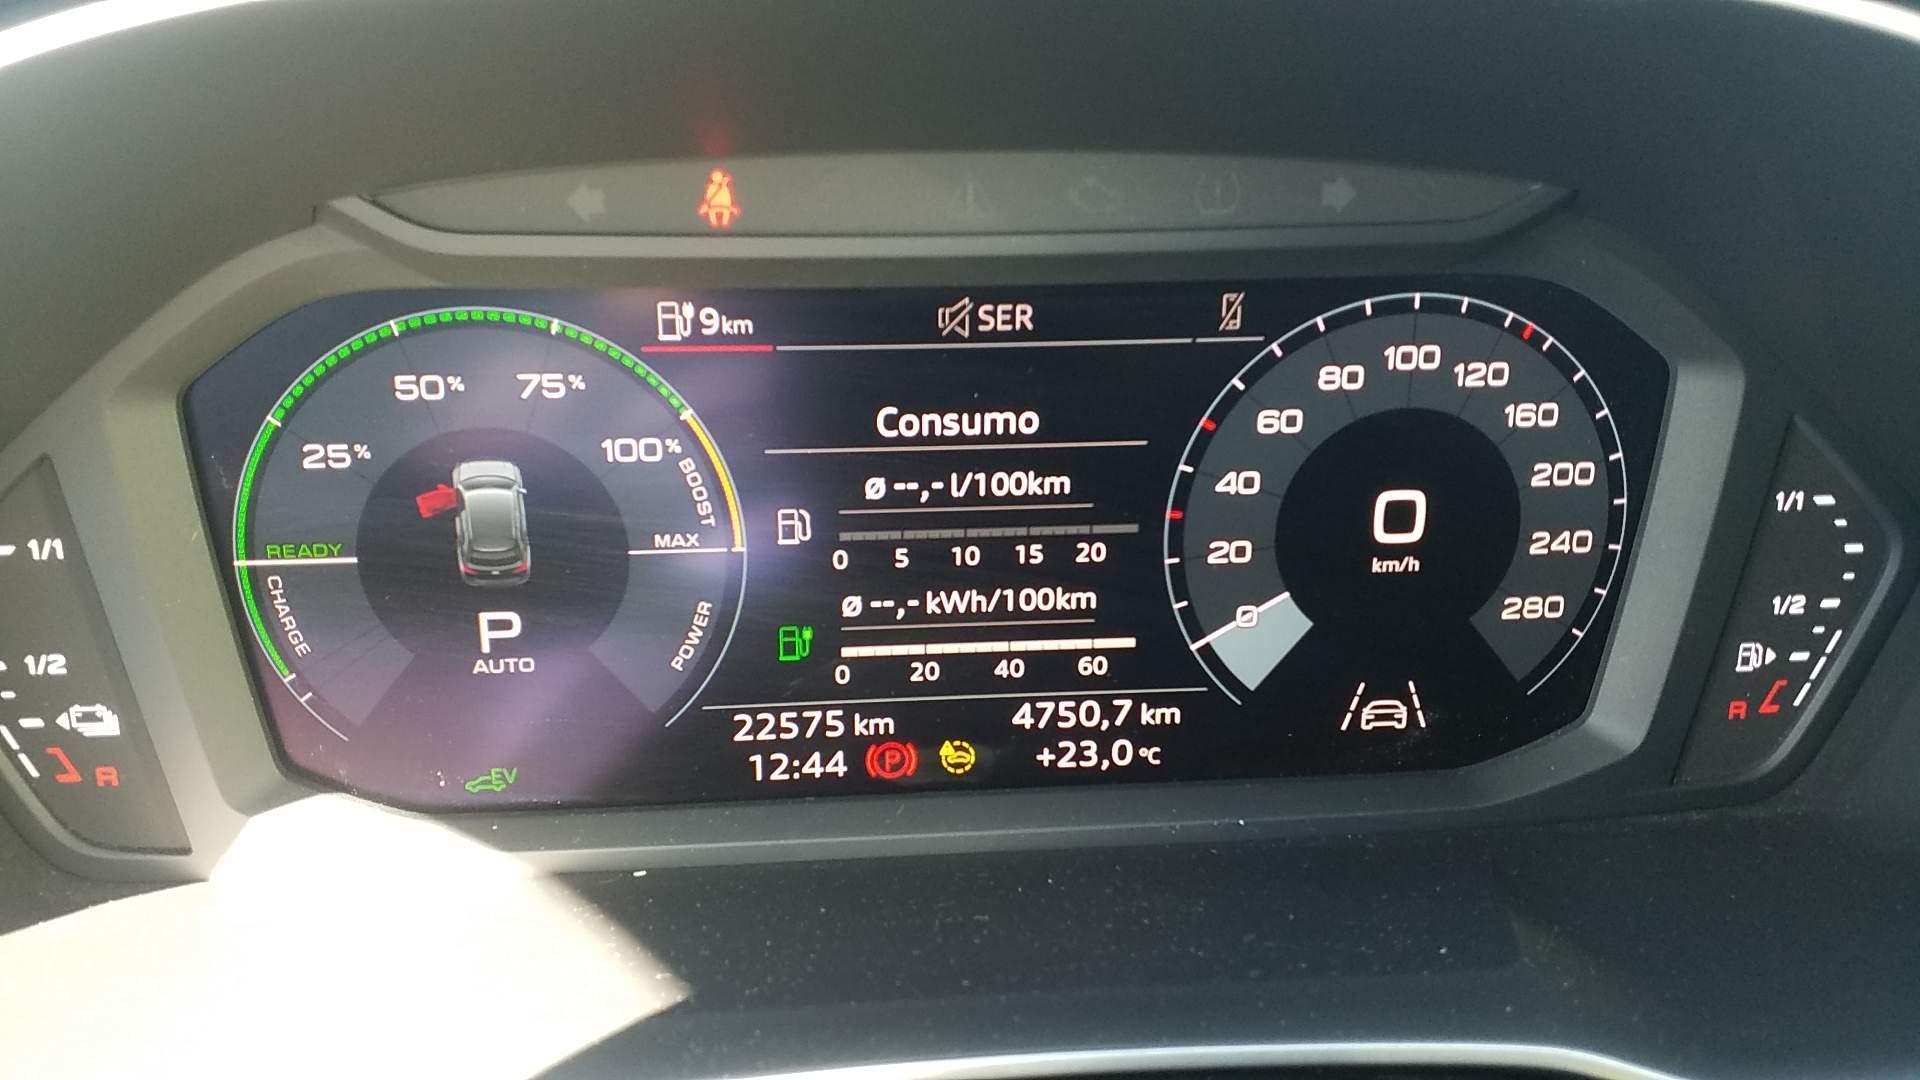 9 km
SER
50%
75%
25%
100%
BOOST
READY
MAX
CHARGE
POWER
P
AUTO
EV
Consumo
ø --,- l/100km
0 5 10 15 20
ø --,- kWh/100km
0 20 40 60
22575 km
4750,7 km
12:44
P
+23,0 °C
0
20
40
60
80
100
120
160
200
240
280
0
km/h
1/1
1/2
R
1/1
1/2
R